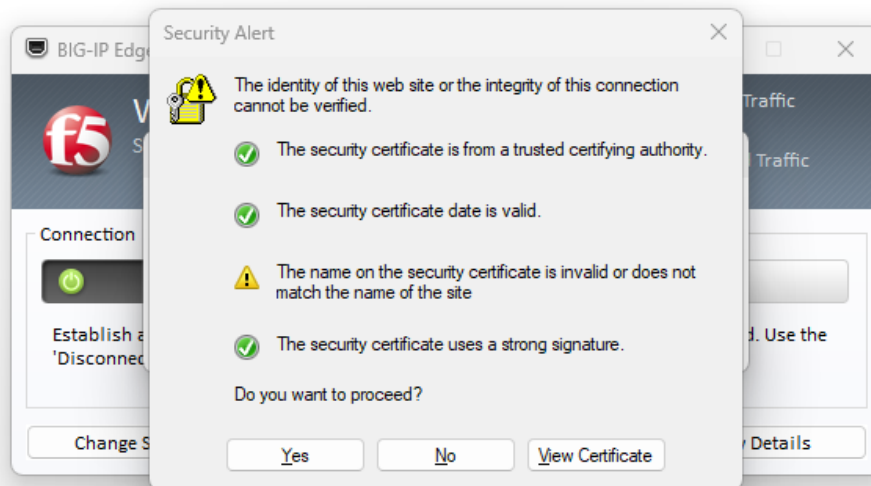 BIG-IP Edge
Security Alert
f5
The identity of this web site or the integrity of this connection
cannot be verified.
Traffic
The security certificate is from a trusted certifying authority.
Traffic
The security certificate date is valid.
Connection
The name on the security certificate is invalid or does not
match the name of the site
Establish
The security certificate uses a strong signature.
Use the
'Disconnec
Do you want to proceed?
Change S
Yes
No
View Certificate
Details